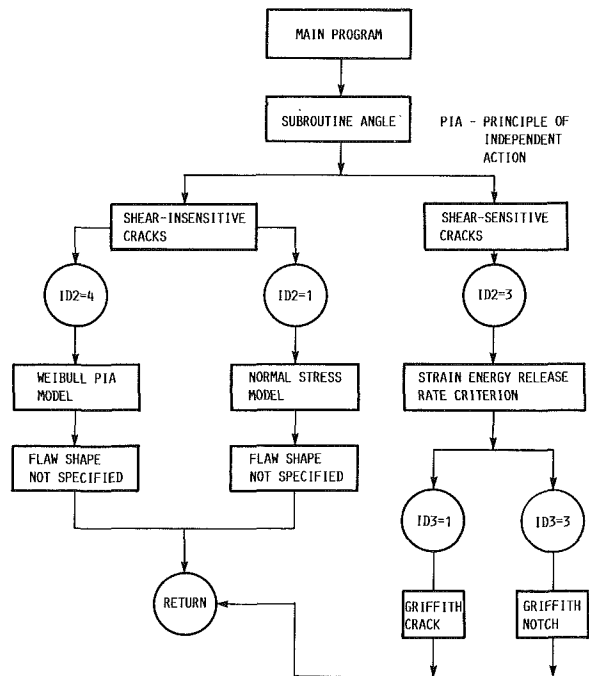 MAIN PROGRAM
SUBROUTINE ANGLE
PIA - PRINCIPLE OF
INDEPENDENT
ACTION
SHEAR-INSENSITIVE
CRACKS
SHEAR-SENSITIVE
CRACKS
ID2=4
ID2=1
ID2=3
WEIBULL PIA
MODEL
NORMAL STRESS
MODEL
STRAIN ENERGY RELEASE
RATE CRITERION
FLAW SHAPE
NOT SPECIFIED
FLAW SHAPE
NOT SPECIFIED
ID3=1
ID3=3
RETURN
GRIFFITH
CRACK
GRIFFITH
NOTCH